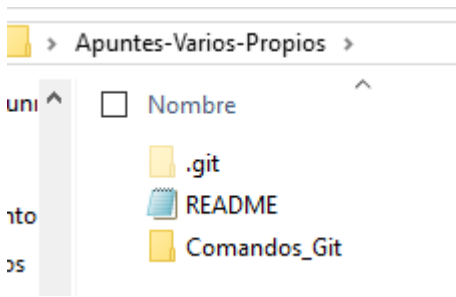 Apuntes-Varios-Propios
Nombre
.git
README
Comandos_Git